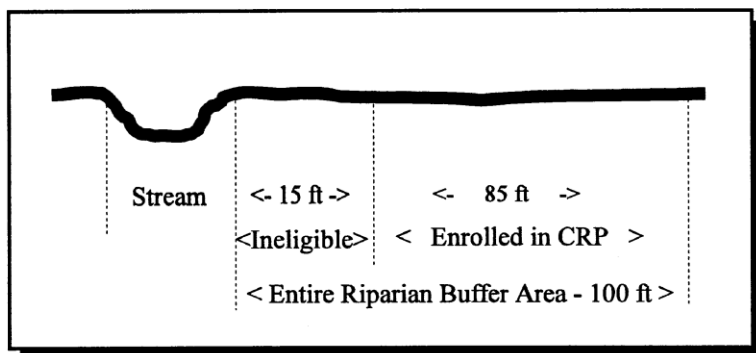 Stream <- 15 ft -> <- 85 ft ->
<Ineligible> < Enrolled in CRP >
< Entire Riparian Buffer Area - 100 ft >